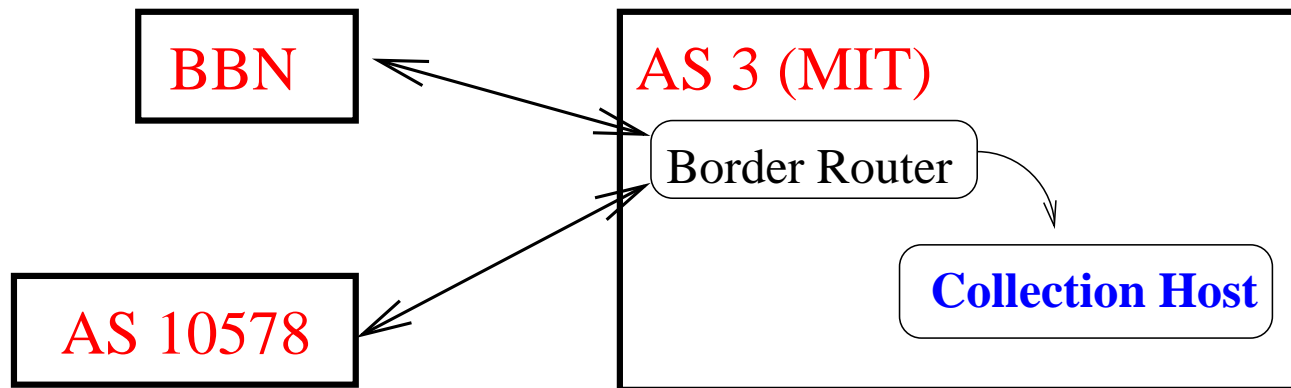 BBN
AS 3 (MIT)
Border Router
Collection Host
AS 10578